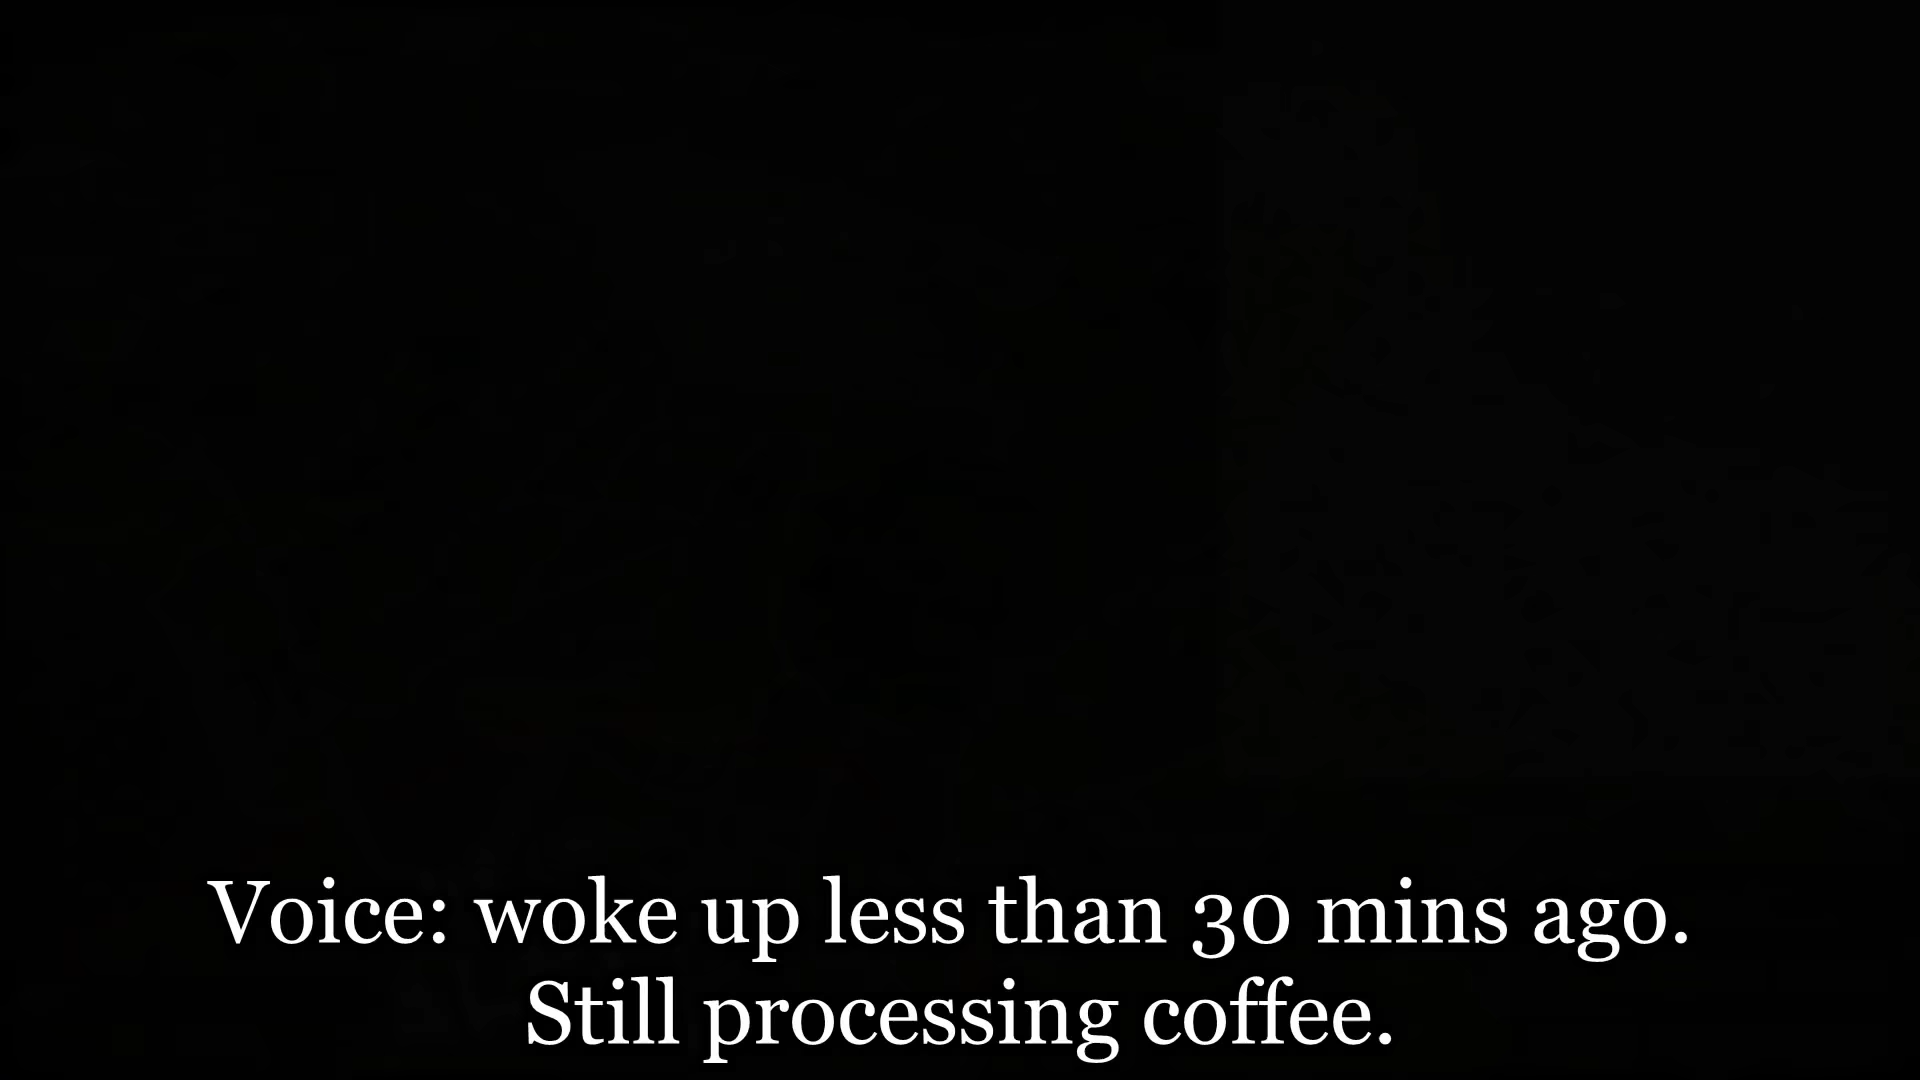 Voice: woke up less than 30 mins ago.
Still processing coffee.